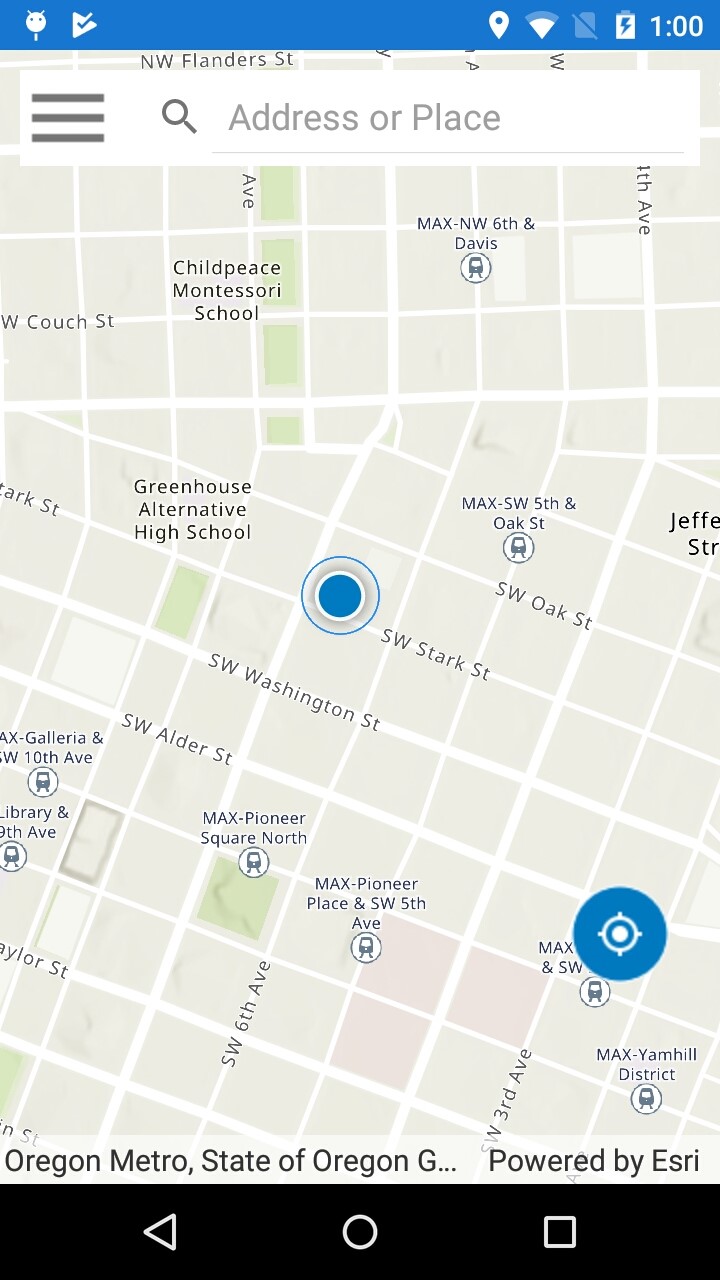 1:00
NW Flanders St
Address or Place
Ave
4th Ave
MAX-NW 6th &
Davis
Childpeace
Montessori
School
W Couch St
Greenhouse
Alternative
High School
tark St
MAX-SW 5th &
Oak St
Jeffe
Str
SW Oak St
SW Stark St
SW Washington St
SW Alder St
AX-Galleria &
SW 10th Ave
Library &
9th Ave
MAX-Pioneer
Square North
MAX-Pioneer
Place & SW 5th
Ave
MAX
& SW
aylor St
SW 6th Ave
MAX-Yamhill
District
SW 3rd Ave
in St
Oregon Metro, State of Oregon G...
Powered by Esri